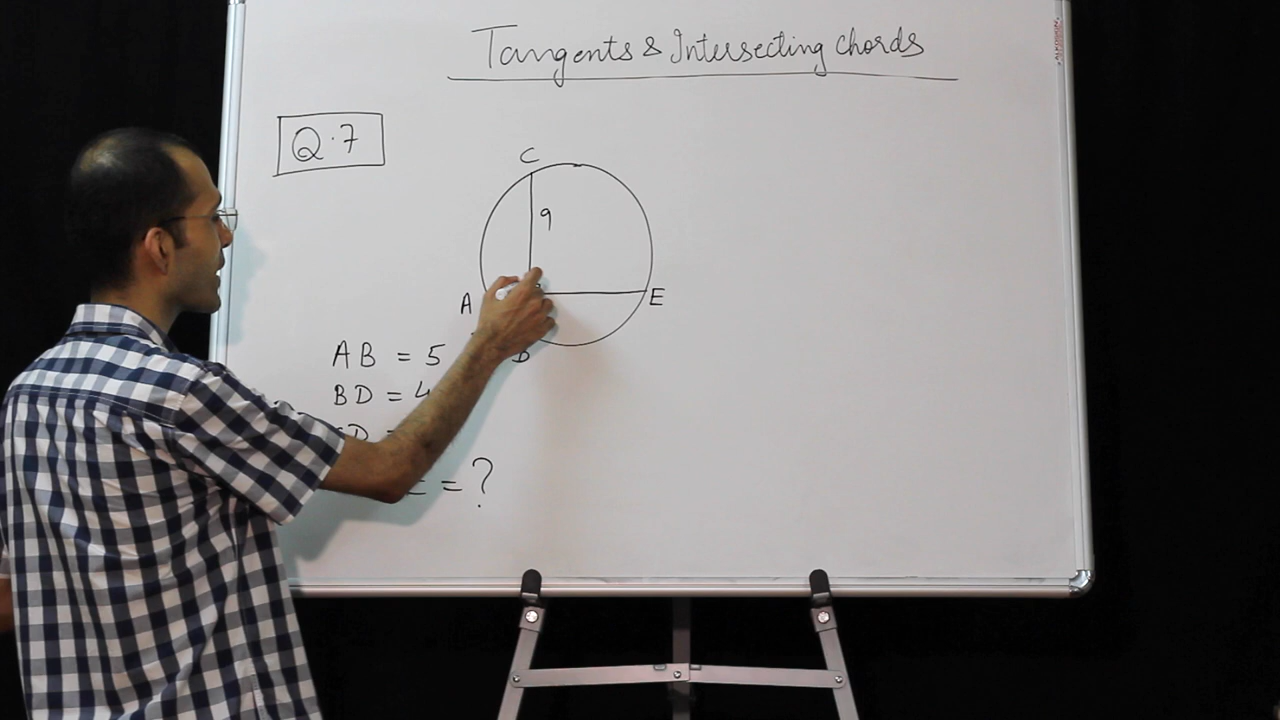 Tangents & Intersecting Chords
Q.7
C
9
A
E
D
AB = 5
BD = 4
= ?